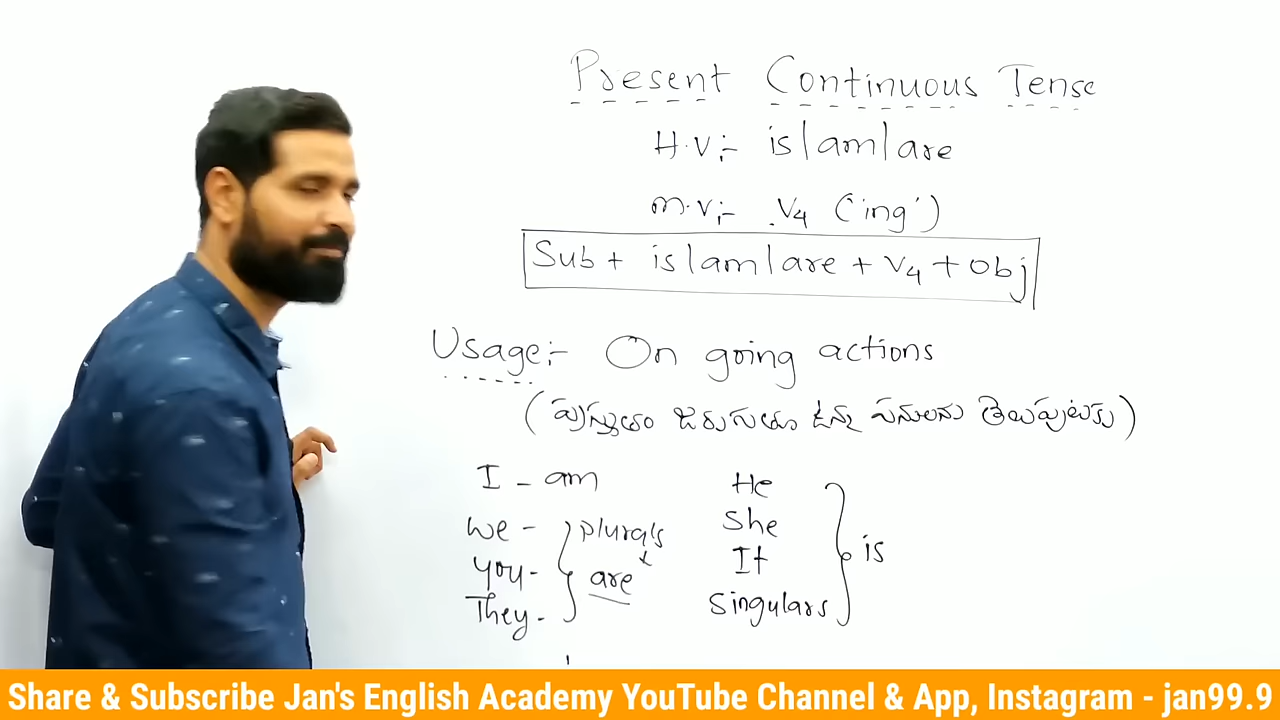 Present Continuous Tense
H.V:- is/am/are
m.v:- V4 ('ing')
Sub + is/am/are + V4 + Obj
Usage:- On going actions
(ప్రస్తుతం జరుగుతూ ఉన్న పనులను తెలుపుటకు)
I - am
we - plurals
you - are
They -
He
She
It
Singulars
is
Share & Subscribe Jan's English Academy YouTube Channel & App, Instagram - jan99.9